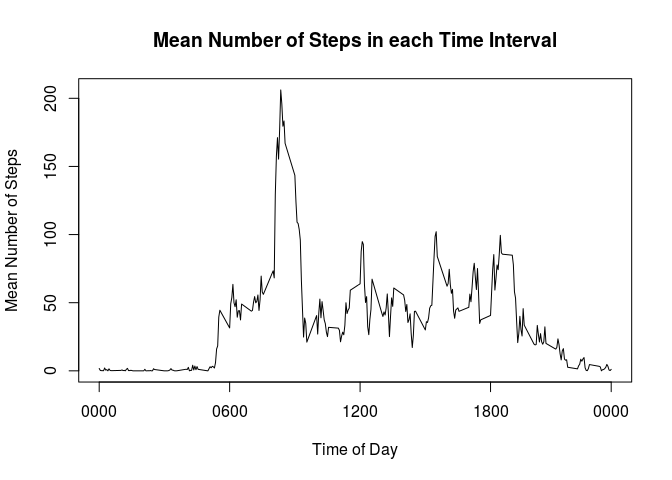 Mean Number of Steps in each Time Interval
Mean Number of Steps
200
150
100
50
0
0000 0600 1200 1800 0000
Time of Day